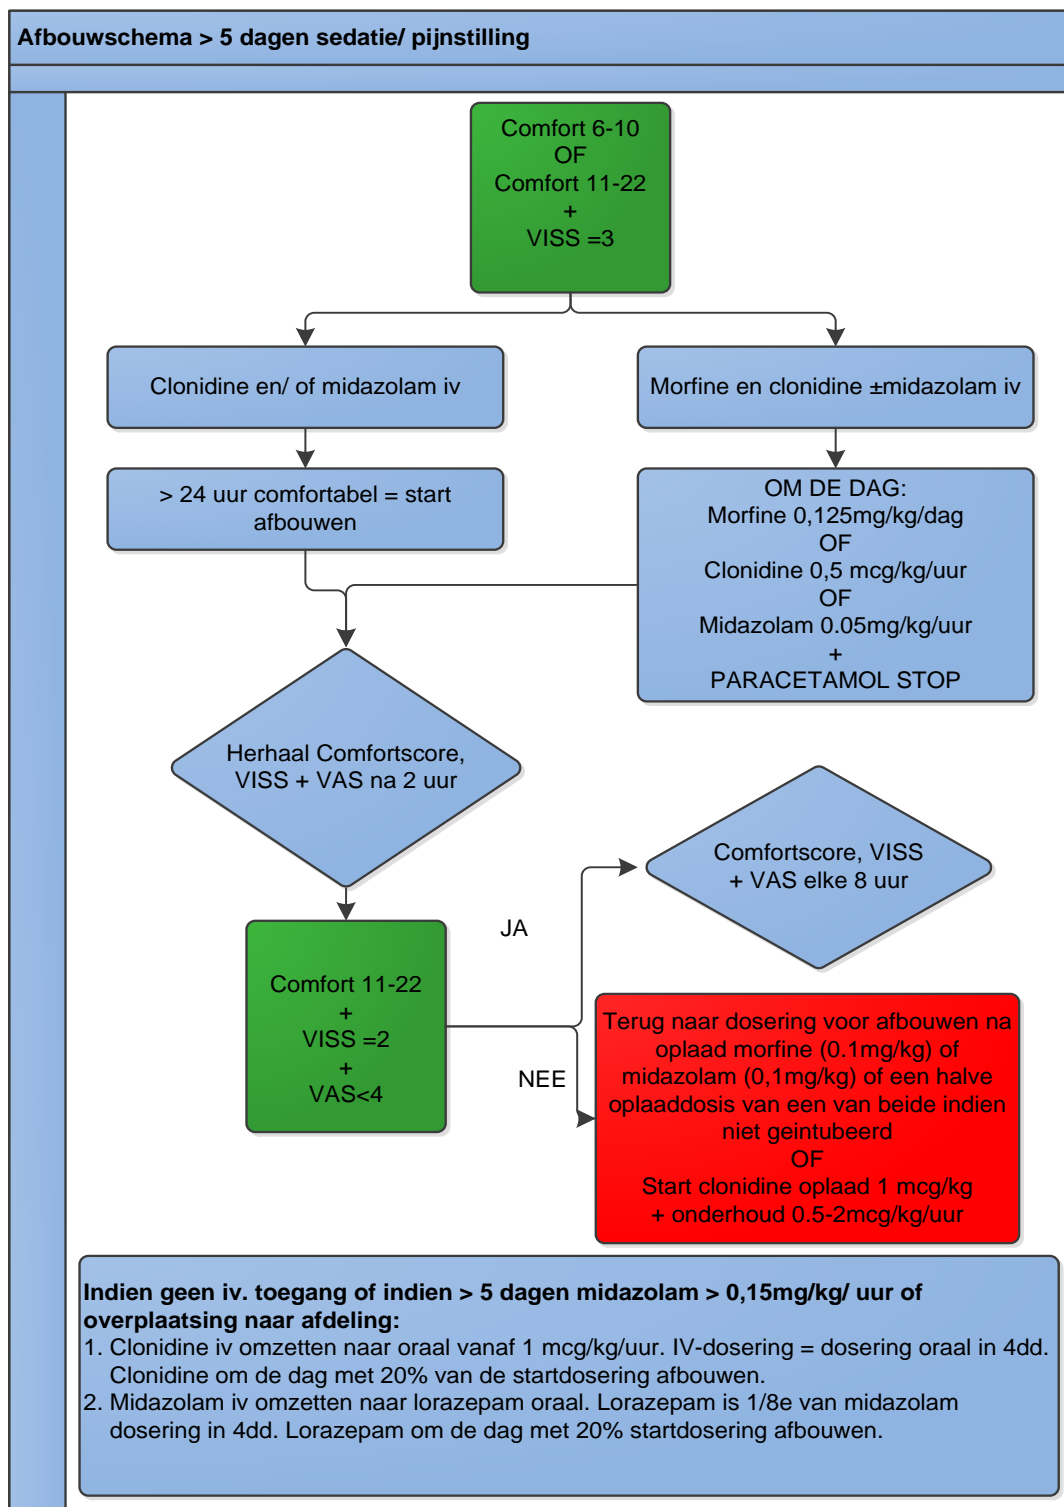 Afbouwschema > 5 dagen sedatie/ pijnstilling
Comfort 6-10
OF
Comfort 11-22
+
VISS =3
Clonidine en/ of midazolam iv
Morfine en clonidine ±midazolam iv
> 24 uur comfortabel = start
afbouwen
OM DE DAG:
Morfine 0,125mg/kg/dag
OF
Clonidine 0,5 mcg/kg/uur
OF
Midazolam 0.05mg/kg/uur
+
PARACETAMOL STOP
Herhaal Comfortscore,
VISS + VAS na 2 uur
Comfortscore, VISS
+ VAS elke 8 uur
JA
Comfort 11-22
+
VISS =2
+
VAS<4
NEE
Terug naar dosering voor afbouwen na
oplaad morfine (0.1mg/kg) of
midazolam (0,1mg/kg) of een halve
oplaaddosis van een van beide indien
niet geintubeerd
OF
Start clonidine oplaad 1 mcg/kg
+ onderhoud 0.5-2mcg/kg/uur
Indien geen iv. toegang of indien > 5 dagen midazolam > 0,15mg/kg/ uur of
overplaatsing naar afdeling:
1. Clonidine iv omzetten naar oraal vanaf 1 mcg/kg/uur. IV-dosering = dosering oraal in 4dd.
Clonidine om de dag met 20% van de startdosering afbouwen.
2. Midazolam iv omzetten naar lorazepam oraal. Lorazepam is 1/8e van midazolam
dosering in 4dd. Lorazepam om de dag met 20% startdosering afbouwen.